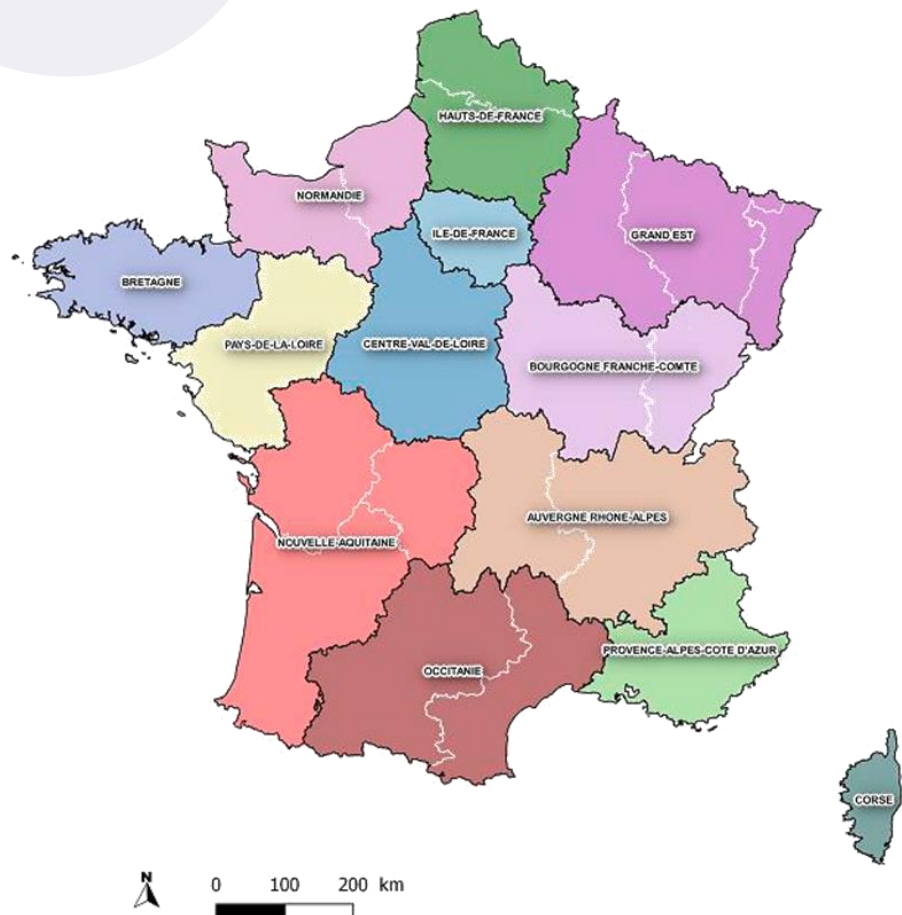 HAUTS-DE-FRANCE
NORMANDIE
ILE-DE-FRANCE
GRAND EST
BRETAGNE
PAYS-DE-LA-LOIRE
CENTRE-VAL-DE-LOIRE
BOURGOGNE FRANCHE-COMTE
AUVERGNE RHONE-ALPES
NOUVELLE-AQUITAINE
PROVENCE-ALPES-COTE D'AZUR
OCCITANIE
CORSE
N
0 100 200 km